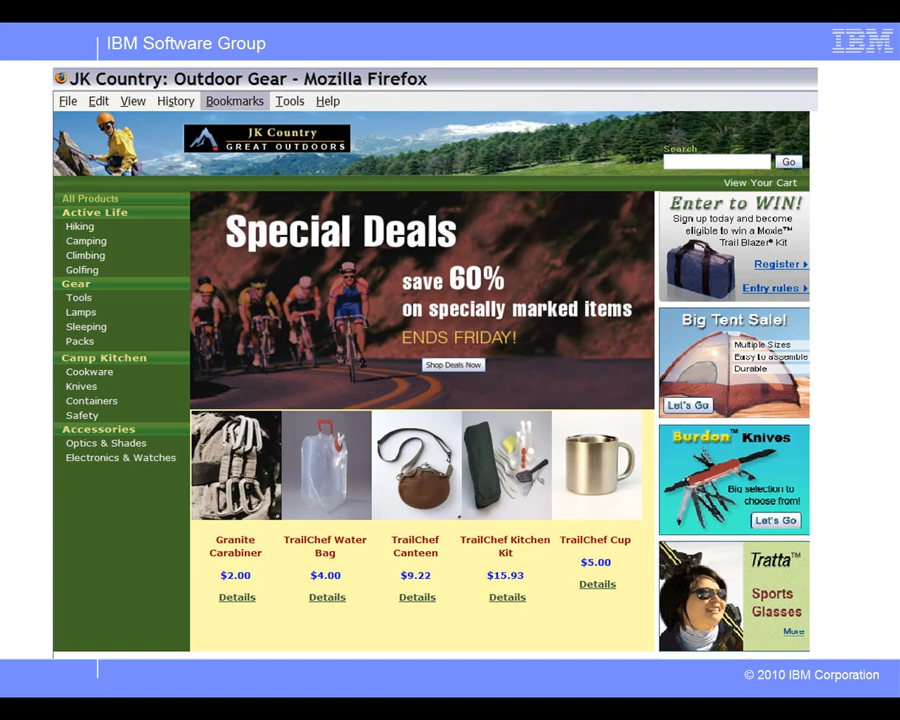 IBM Software Group
IBM
JK Country: Outdoor Gear - Mozilla Firefox
File Edit View History Bookmarks Tools Help
JK Country
GREAT OUTDOORS
Search
Go
View Your Cart
All Products
Active Life
Hiking
Camping
Climbing
Golfing
Gear
Tools
Lamps
Sleeping
Packs
Camp Kitchen
Cookware
Knives
Containers
Safety
Accessories
Optics & Shades
Electronics & Watches
Special Deals
save 60%
on specially marked items
ENDS FRIDAY!
Shop Deals Now
Granite
Carabiner
$2.00
Details
TrailChef Water
Bag
$4.00
Details
TrailChef
Canteen
$9.22
Details
TrailChef Kitchen
Kit
$15.93
Details
TrailChef Cup
$5.00
Details
Enter to WIN!
Sign up today and become
eligible to win a Moxie™
Trail Blazer® Kit
Register
Entry rules
Big Tent Sale!
Multiple Sizes
Easy to assemble
Durable
Let's Go
Burdon™ Knives
Big selection to
choose from!
Let's Go
Tratta™
Sports
Glasses
More
© 2010 IBM Corporation